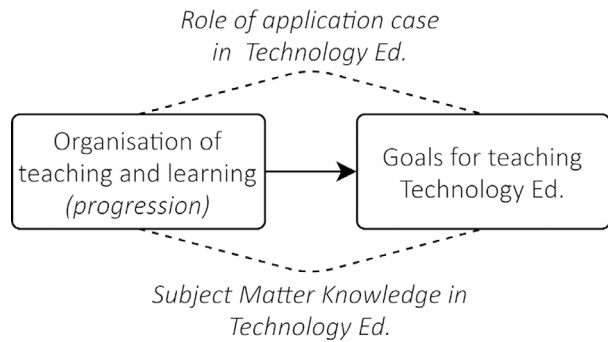 Role of application case
in Technology Ed.
Organisation of
teaching and learning
(progression)
Goals for teaching
Technology Ed.
Subject Matter Knowledge in
Technology Ed.